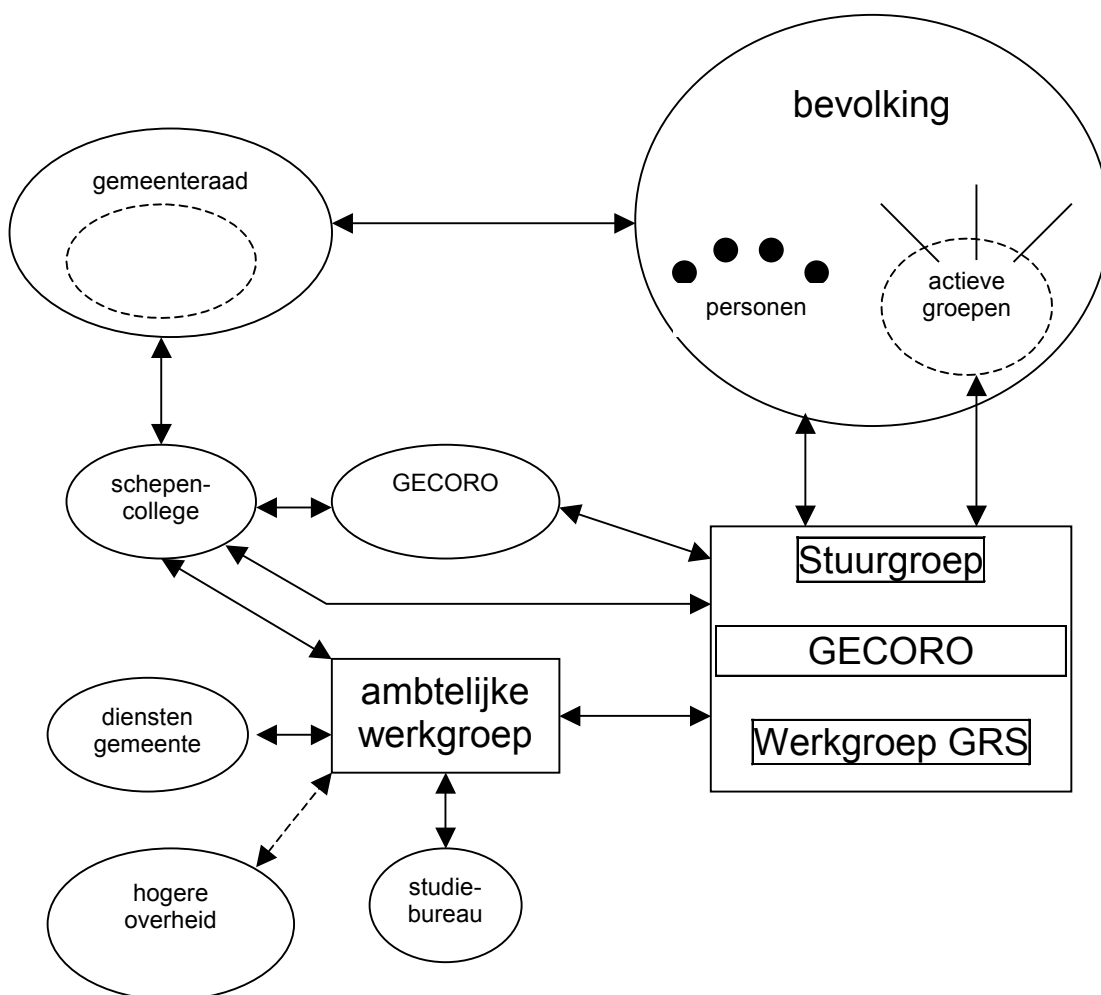 bevolking
gemeenteraad
actieve
groepen
personen
schepen-
college
GECORO
Stuurgroep
GECORO
ambtelijke
werkgroep
Werkgroep GRS
diensten
gemeente
hogere
overheid
studie-
bureau